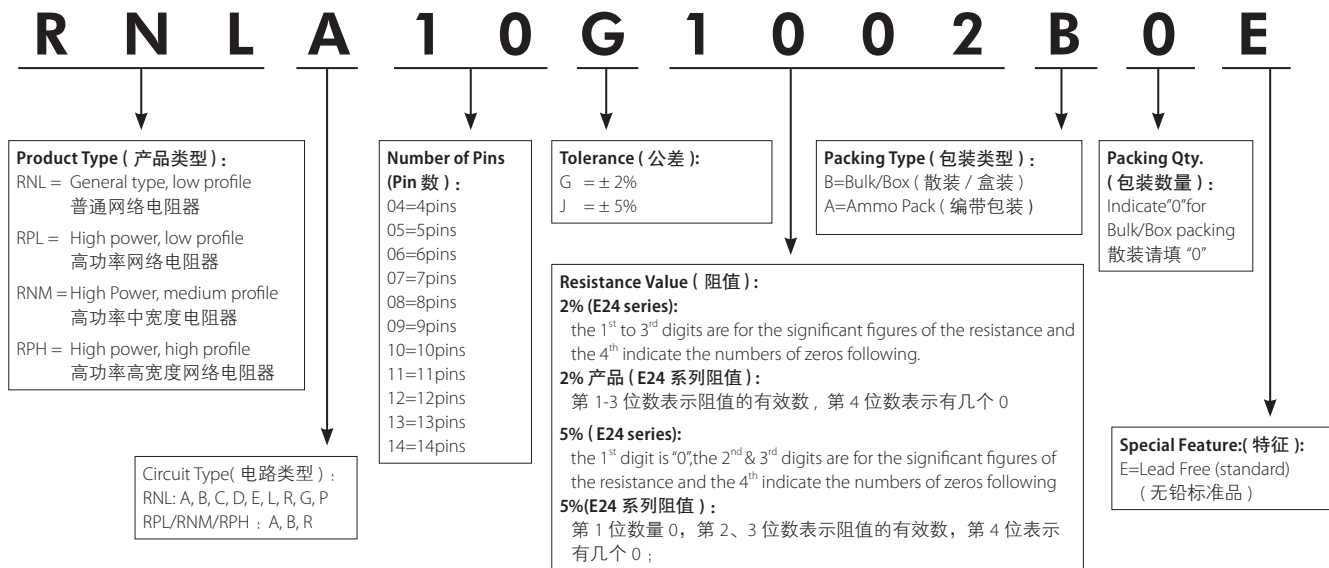 R N L A 1 0 G 1 0 0 2 B 0 E
Product Type ( 产品类型 ) :
RNL = General type, low profile
普通网络电阻器
RPL = High power, low profile
高功率网络电阻器
RNM = High Power, medium profile
高功率中宽度电阻器
RPH = High power, high profile
高功率高宽度网络电阻器
Circuit Type( 电路类型 ) :
RNL: A, B, C, D, E, L, R, G, P
RPL/RNM/RPH : A, B, R
Number of Pins
(Pin 数 ) :
04=4pins
05=5pins
06=6pins
07=7pins
08=8pins
09=9pins
10=10pins
11=11pins
12=12pins
13=13pins
14=14pins
Tolerance ( 公差 ):
G = ± 2%
J = ± 5%
Resistance Value ( 阻值 ) :
2% (E24 series):
the 1st to 3rd digits are for the significant figures of the resistance and
the 4th indicate the numbers of zeros following.
2% 产品 ( E24 系列阻值 ) :
第 1-3 位数表示阻值的有效数 , 第 4 位数表示有几个 0
5% ( E24 series):
the 1st digit is "0",the 2nd & 3rd digits are for the significant figures of
the resistance and the 4th indicate the numbers of zeros following
5%(E24 系列阻值 ) :
第 1 位数量 0，第 2、3 位数表示阻值的有效数，第 4 位表示
有几个 0 ;
Packing Type ( 包装类型 ) :
B=Bulk/Box ( 散装 / 盒装 )
A=Ammo Pack ( 编带包装 )
Packing Qty.
( 包装数量 ) :
Indicate"0"for
Bulk/Box packing
散装请填 "0"
Special Feature:( 特征 ):
E=Lead Free (standard)
( 无铅标准品 )